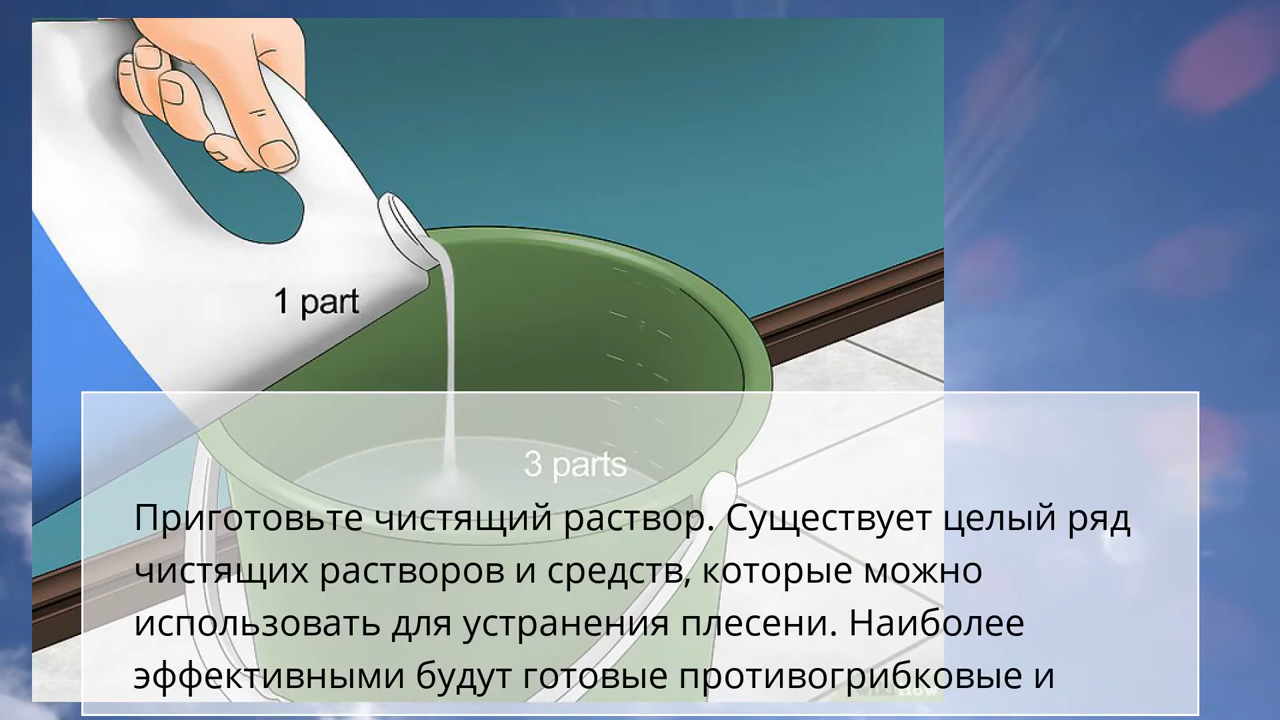 1 part
3 parts
Приготовьте чистящий раствор. Существует целый ряд
чистящих растворов и средств, которые можно
использовать для устранения плесени. Наиболее
эффективными будут готовые противогрибковые и